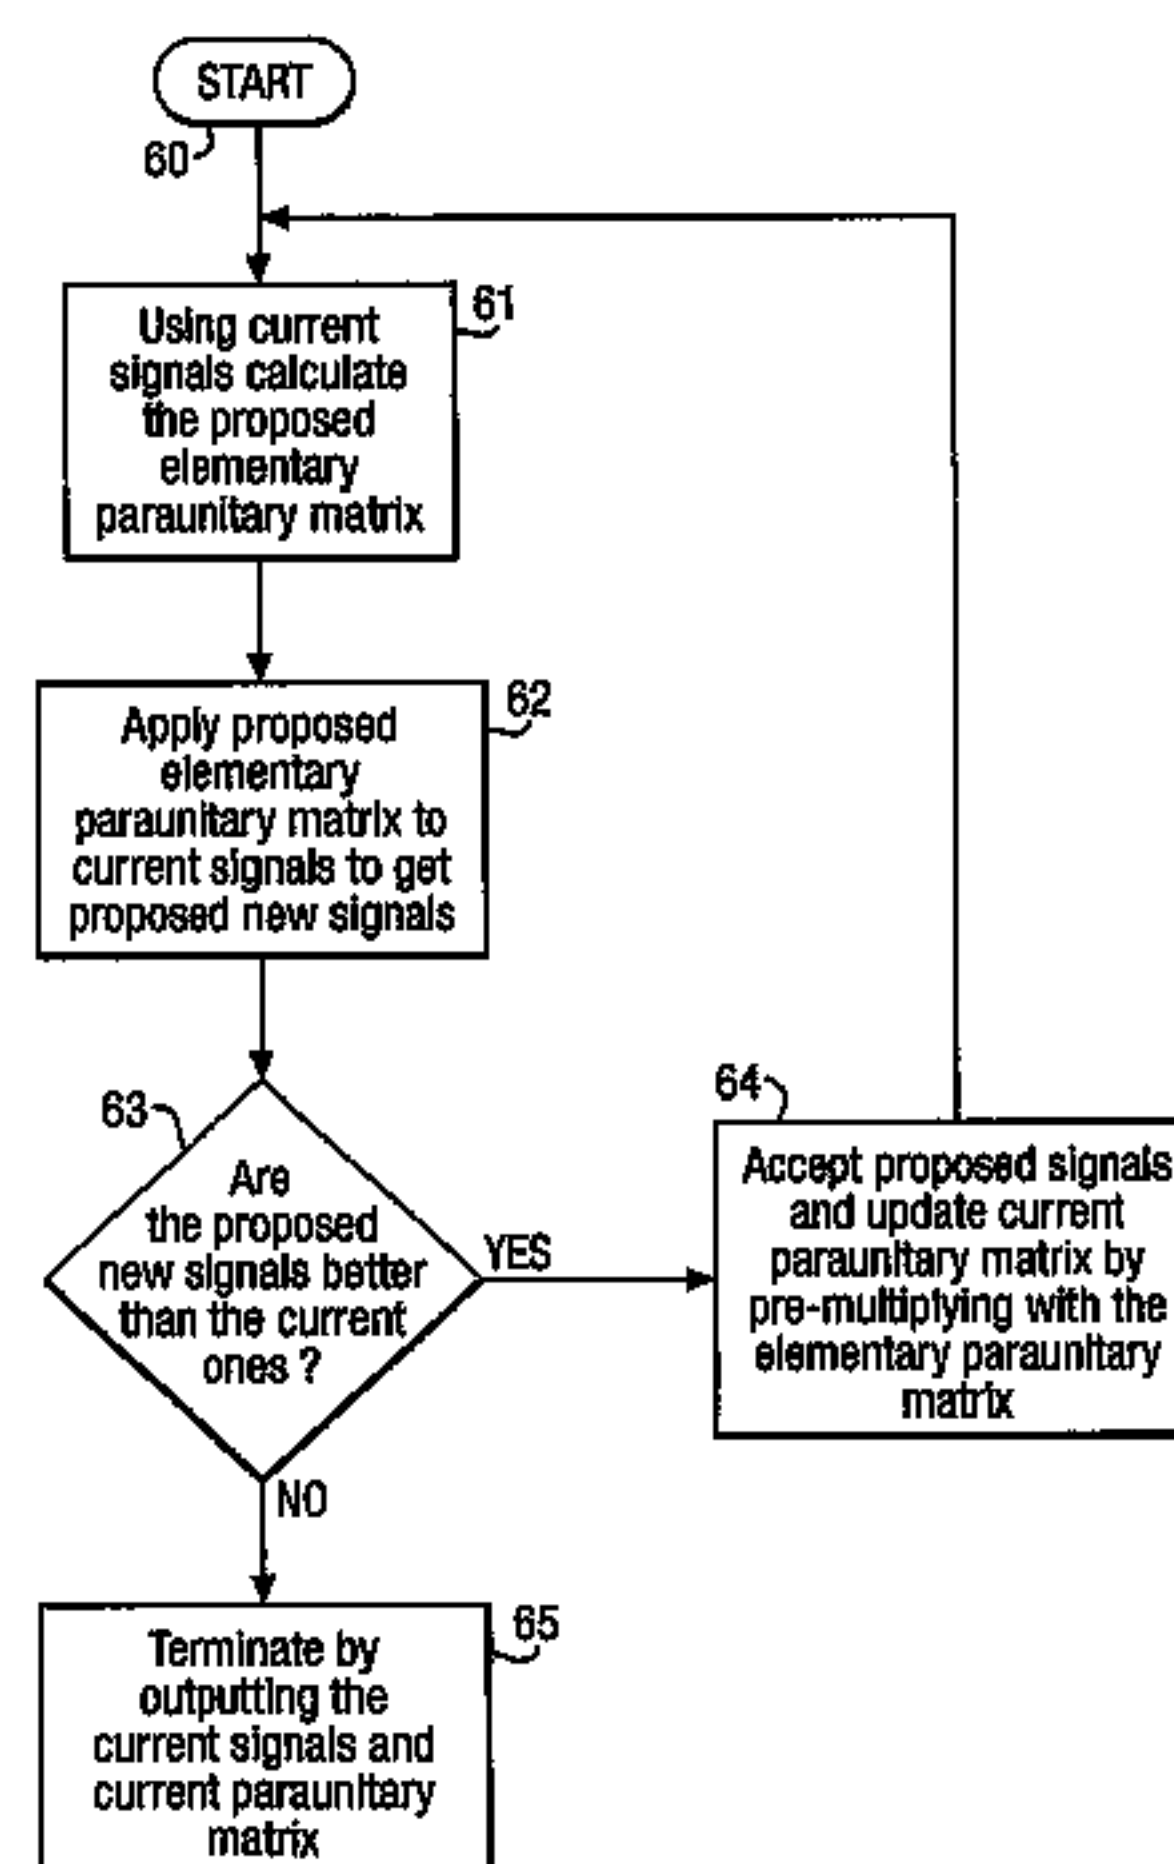 START
60
61
Using current
signals calculate
the proposed
elementary
paraunitary matrix
62
Apply proposed
elementary
paraunitary matrix to
current signals to get
proposed new signals
63
Are
the proposed
new signals better
than the current
ones ?
YES
NO
64
Accept proposed signals
and update current
paraunitary matrix by
pre-multiplying with the
elementary paraunitary
matrix
65
Terminate by
outputting the
current signals and
current paraunitary
matrix